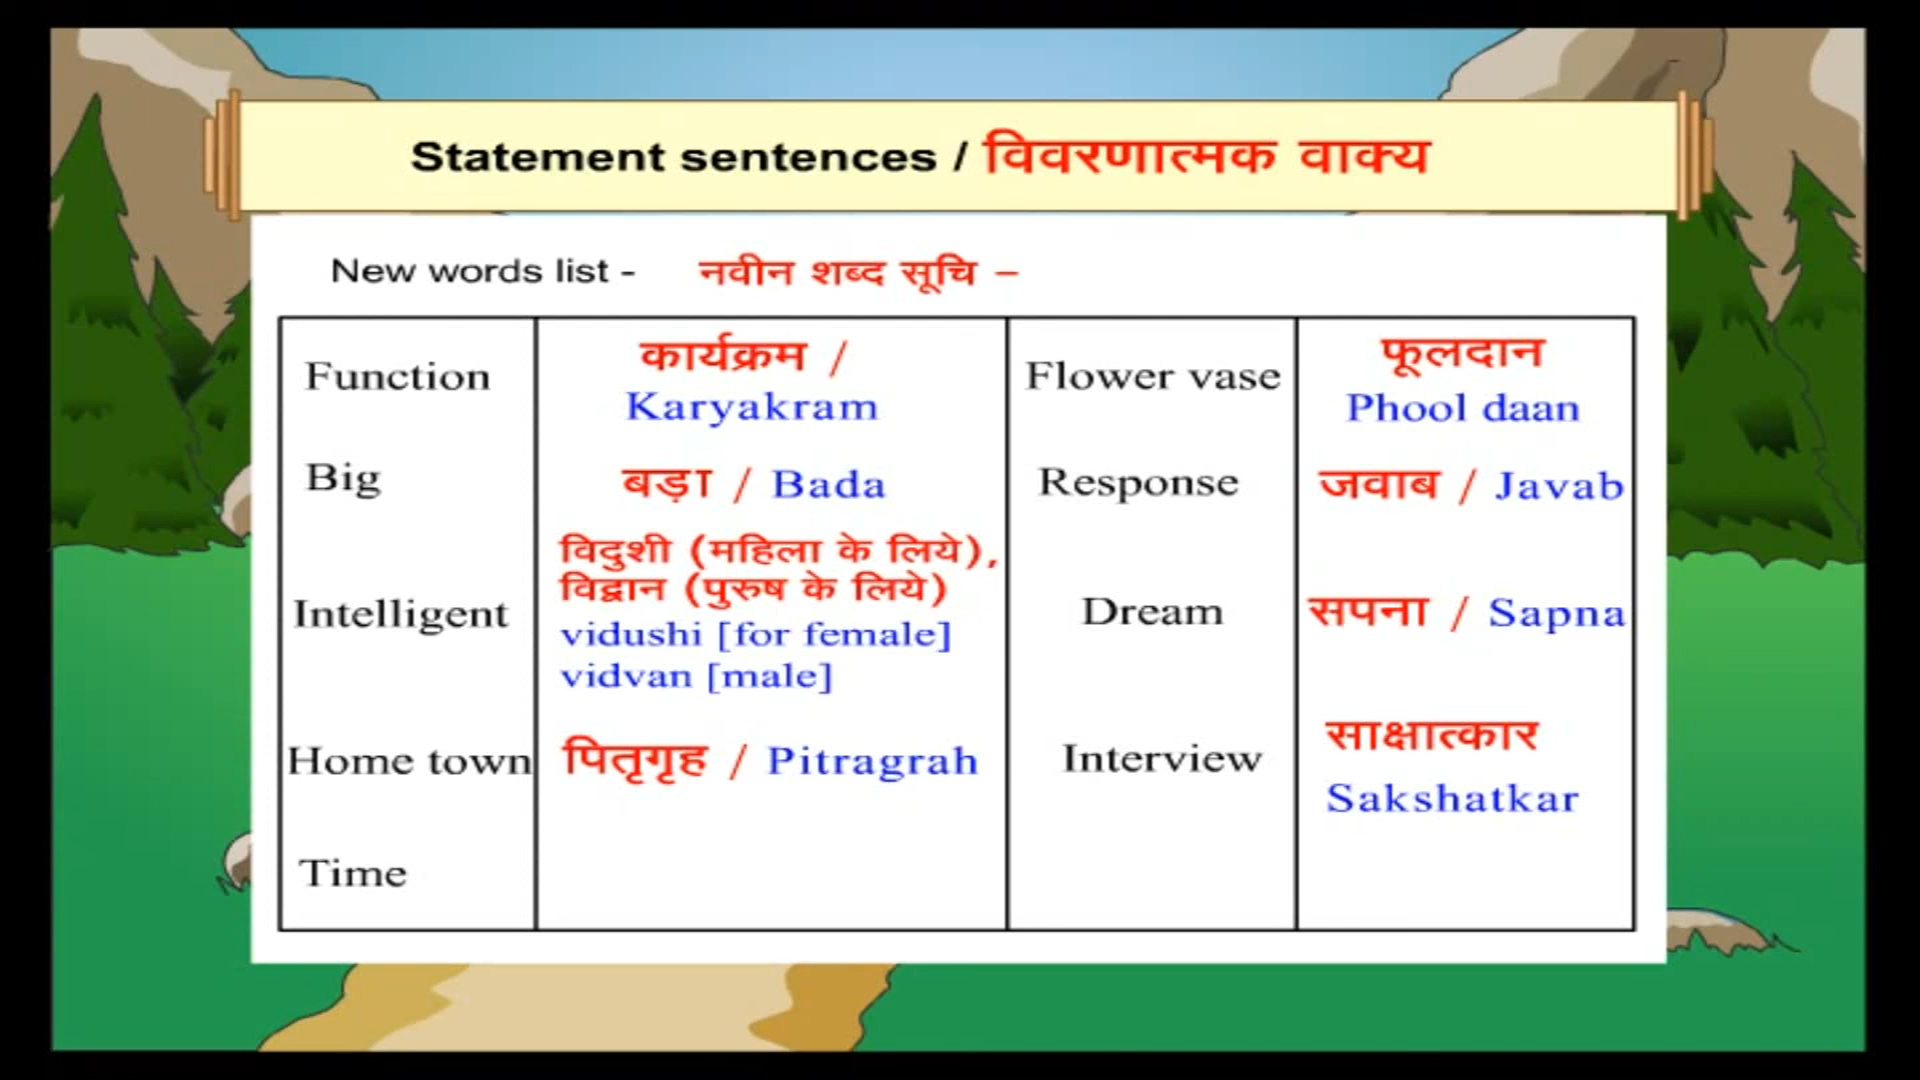 Statement sentences / विवरणात्मक वाक्य
New words list - नवीन शब्द सूचि –
Function
कार्यक्रम /
Karyakram
Flower vase
फूलदान
Phool daan
Big
बड़ा / Bada
Response
जवाब / Javab
Intelligent
विदुशी (महिला के लिये),
विद्वान (पुरुष के लिये)
vidushi [for female]
vidvan [male]
Dream
सपना / Sapna
Home town
पितृगृह / Pitragrah
Interview
साक्षात्कार
Sakshatkar
Time